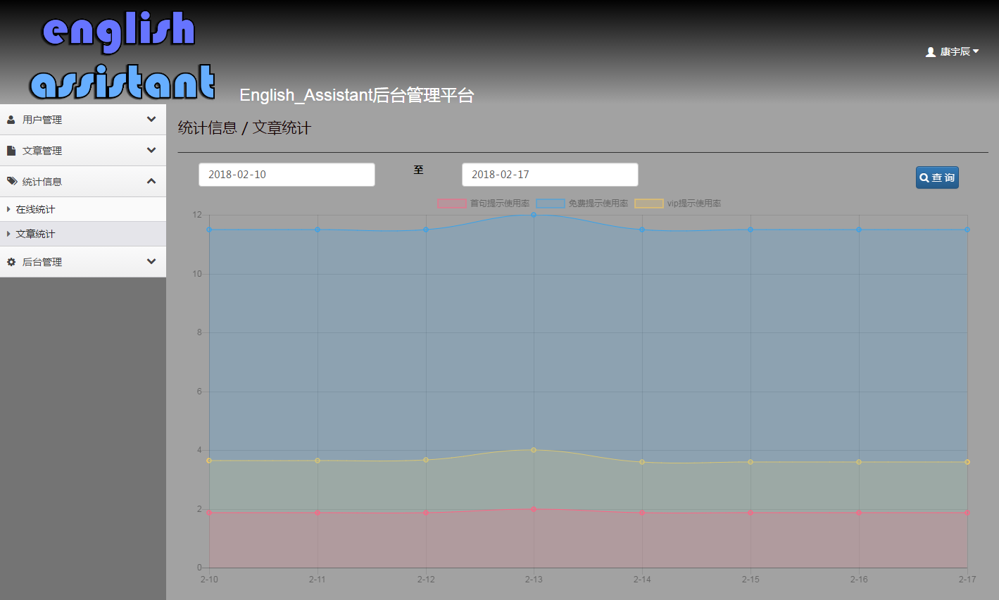 english
assistant
English_Assistant后台管理平台
康宇辰
用户管理
文章管理
统计信息
在线统计
文章统计
后台管理
统计信息 / 文章统计
2018-02-10 至 2018-02-17 查 询
首句提示使用率 免费提示使用率 vip提示使用率
12
10
8
6
4
2
0
2-10 2-11 2-12 2-13 2-14 2-15 2-16 2-17